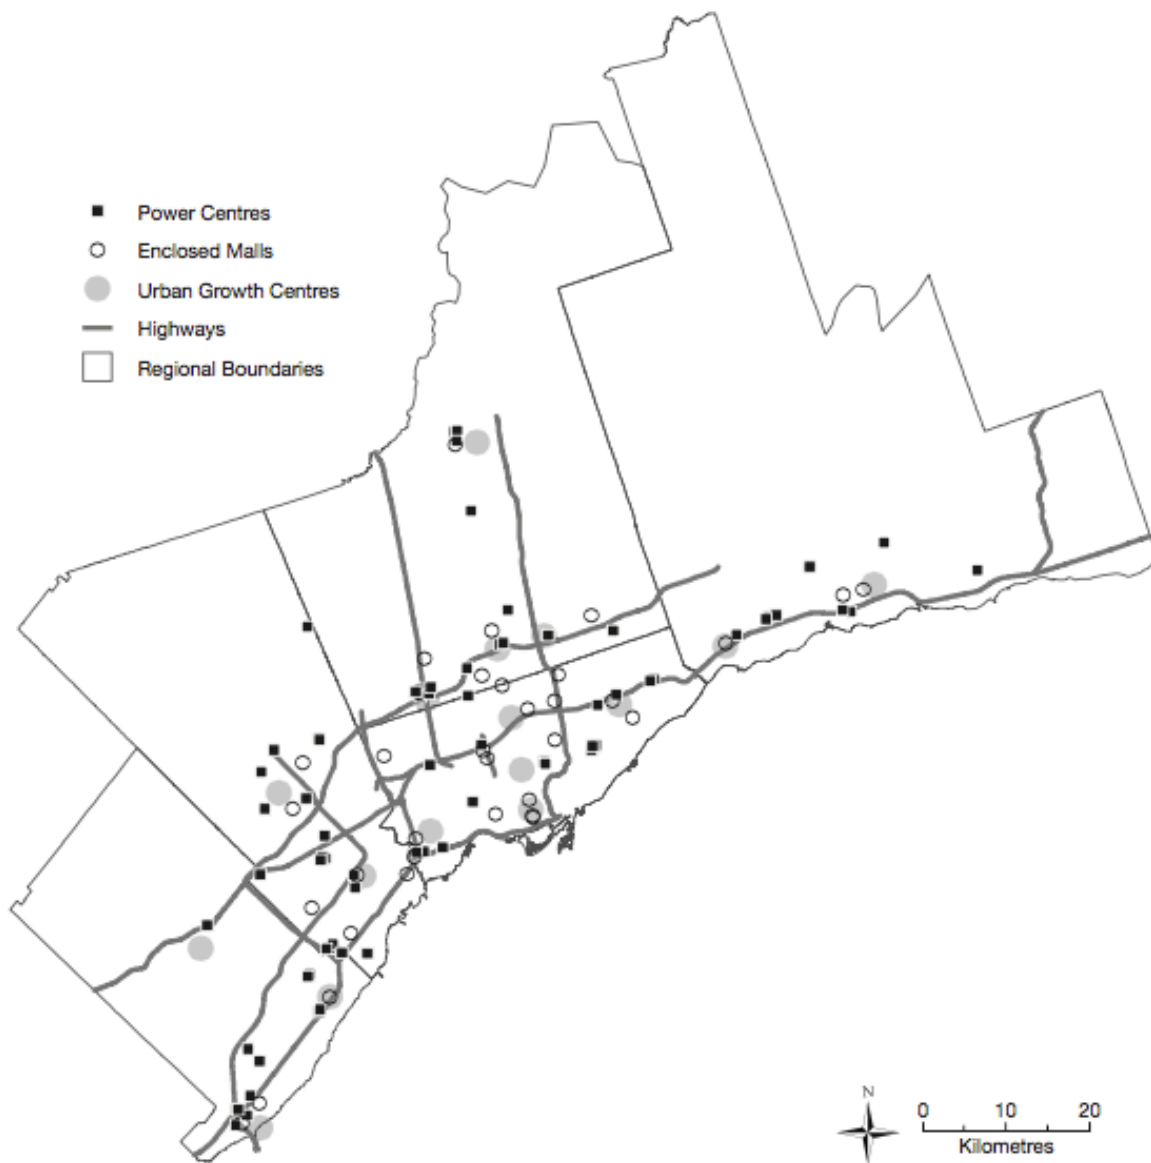 Power Centres
Enclosed Malls
Urban Growth Centres
Highways
Regional Boundaries
N
0 10 20
Kilometres